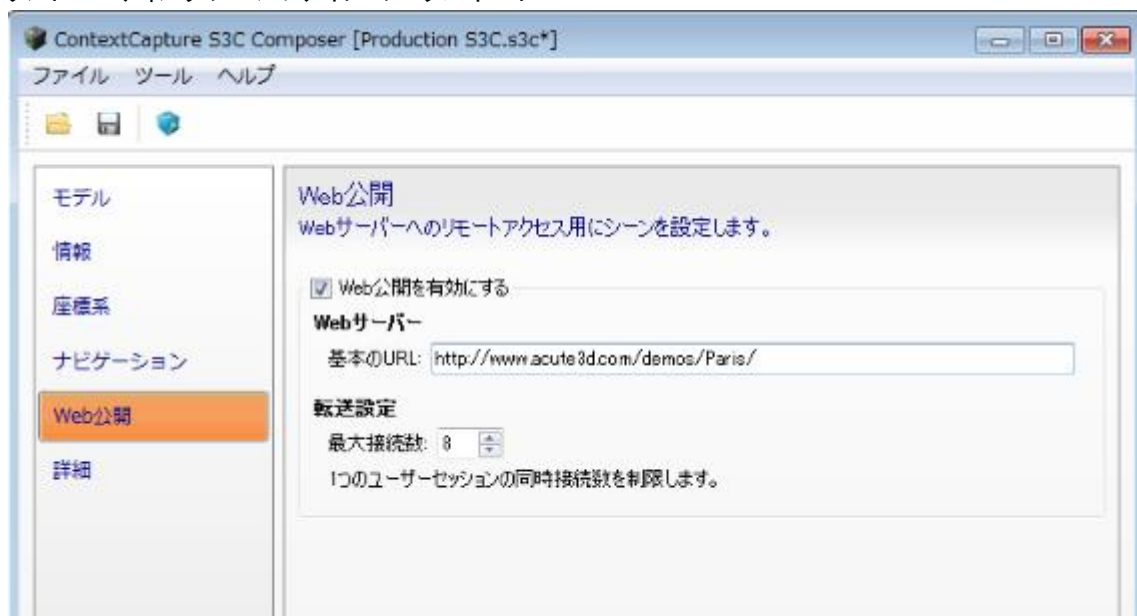 ContextCapture S3C Composer [Production S3C.s3c*]
ファイル ツール ヘルプ
モデル
情報
座標系
ナビゲーション
Web公開
詳細
Web公開
Webサーバーへのリモートアクセス用にシーンを設定します。
Web公開を有効にする
Webサーバー
基本のURL: http://www.acute3d.com/demos/Paris/
転送設定
最大接続数: 8
1つのユーザーセッションの同時接続数を制限します。